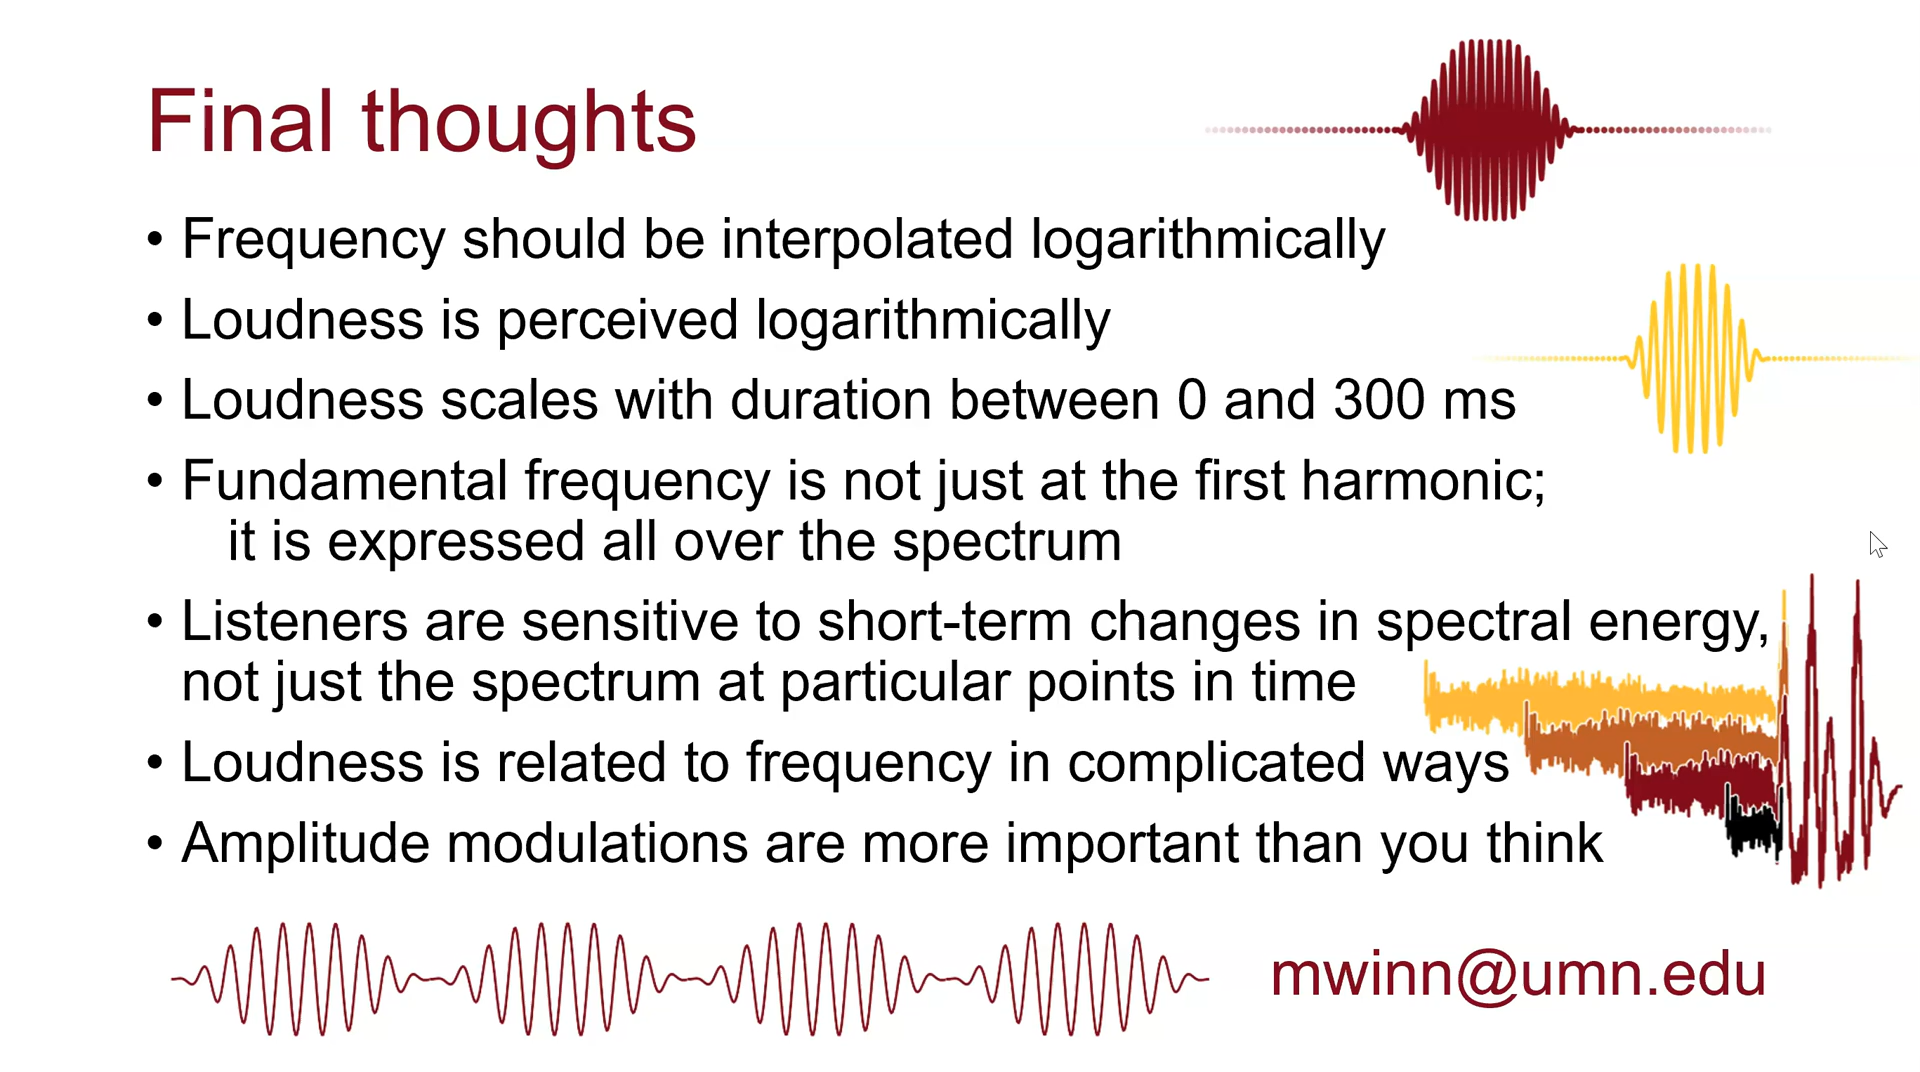 Final thoughts
• Frequency should be interpolated logarithmically
• Loudness is perceived logarithmically
• Loudness scales with duration between 0 and 300 ms
• Fundamental frequency is not just at the first harmonic;
it is expressed all over the spectrum
• Listeners are sensitive to short-term changes in spectral energy,
not just the spectrum at particular points in time
• Loudness is related to frequency in complicated ways
• Amplitude modulations are more important than you think
mwinn@umn.edu